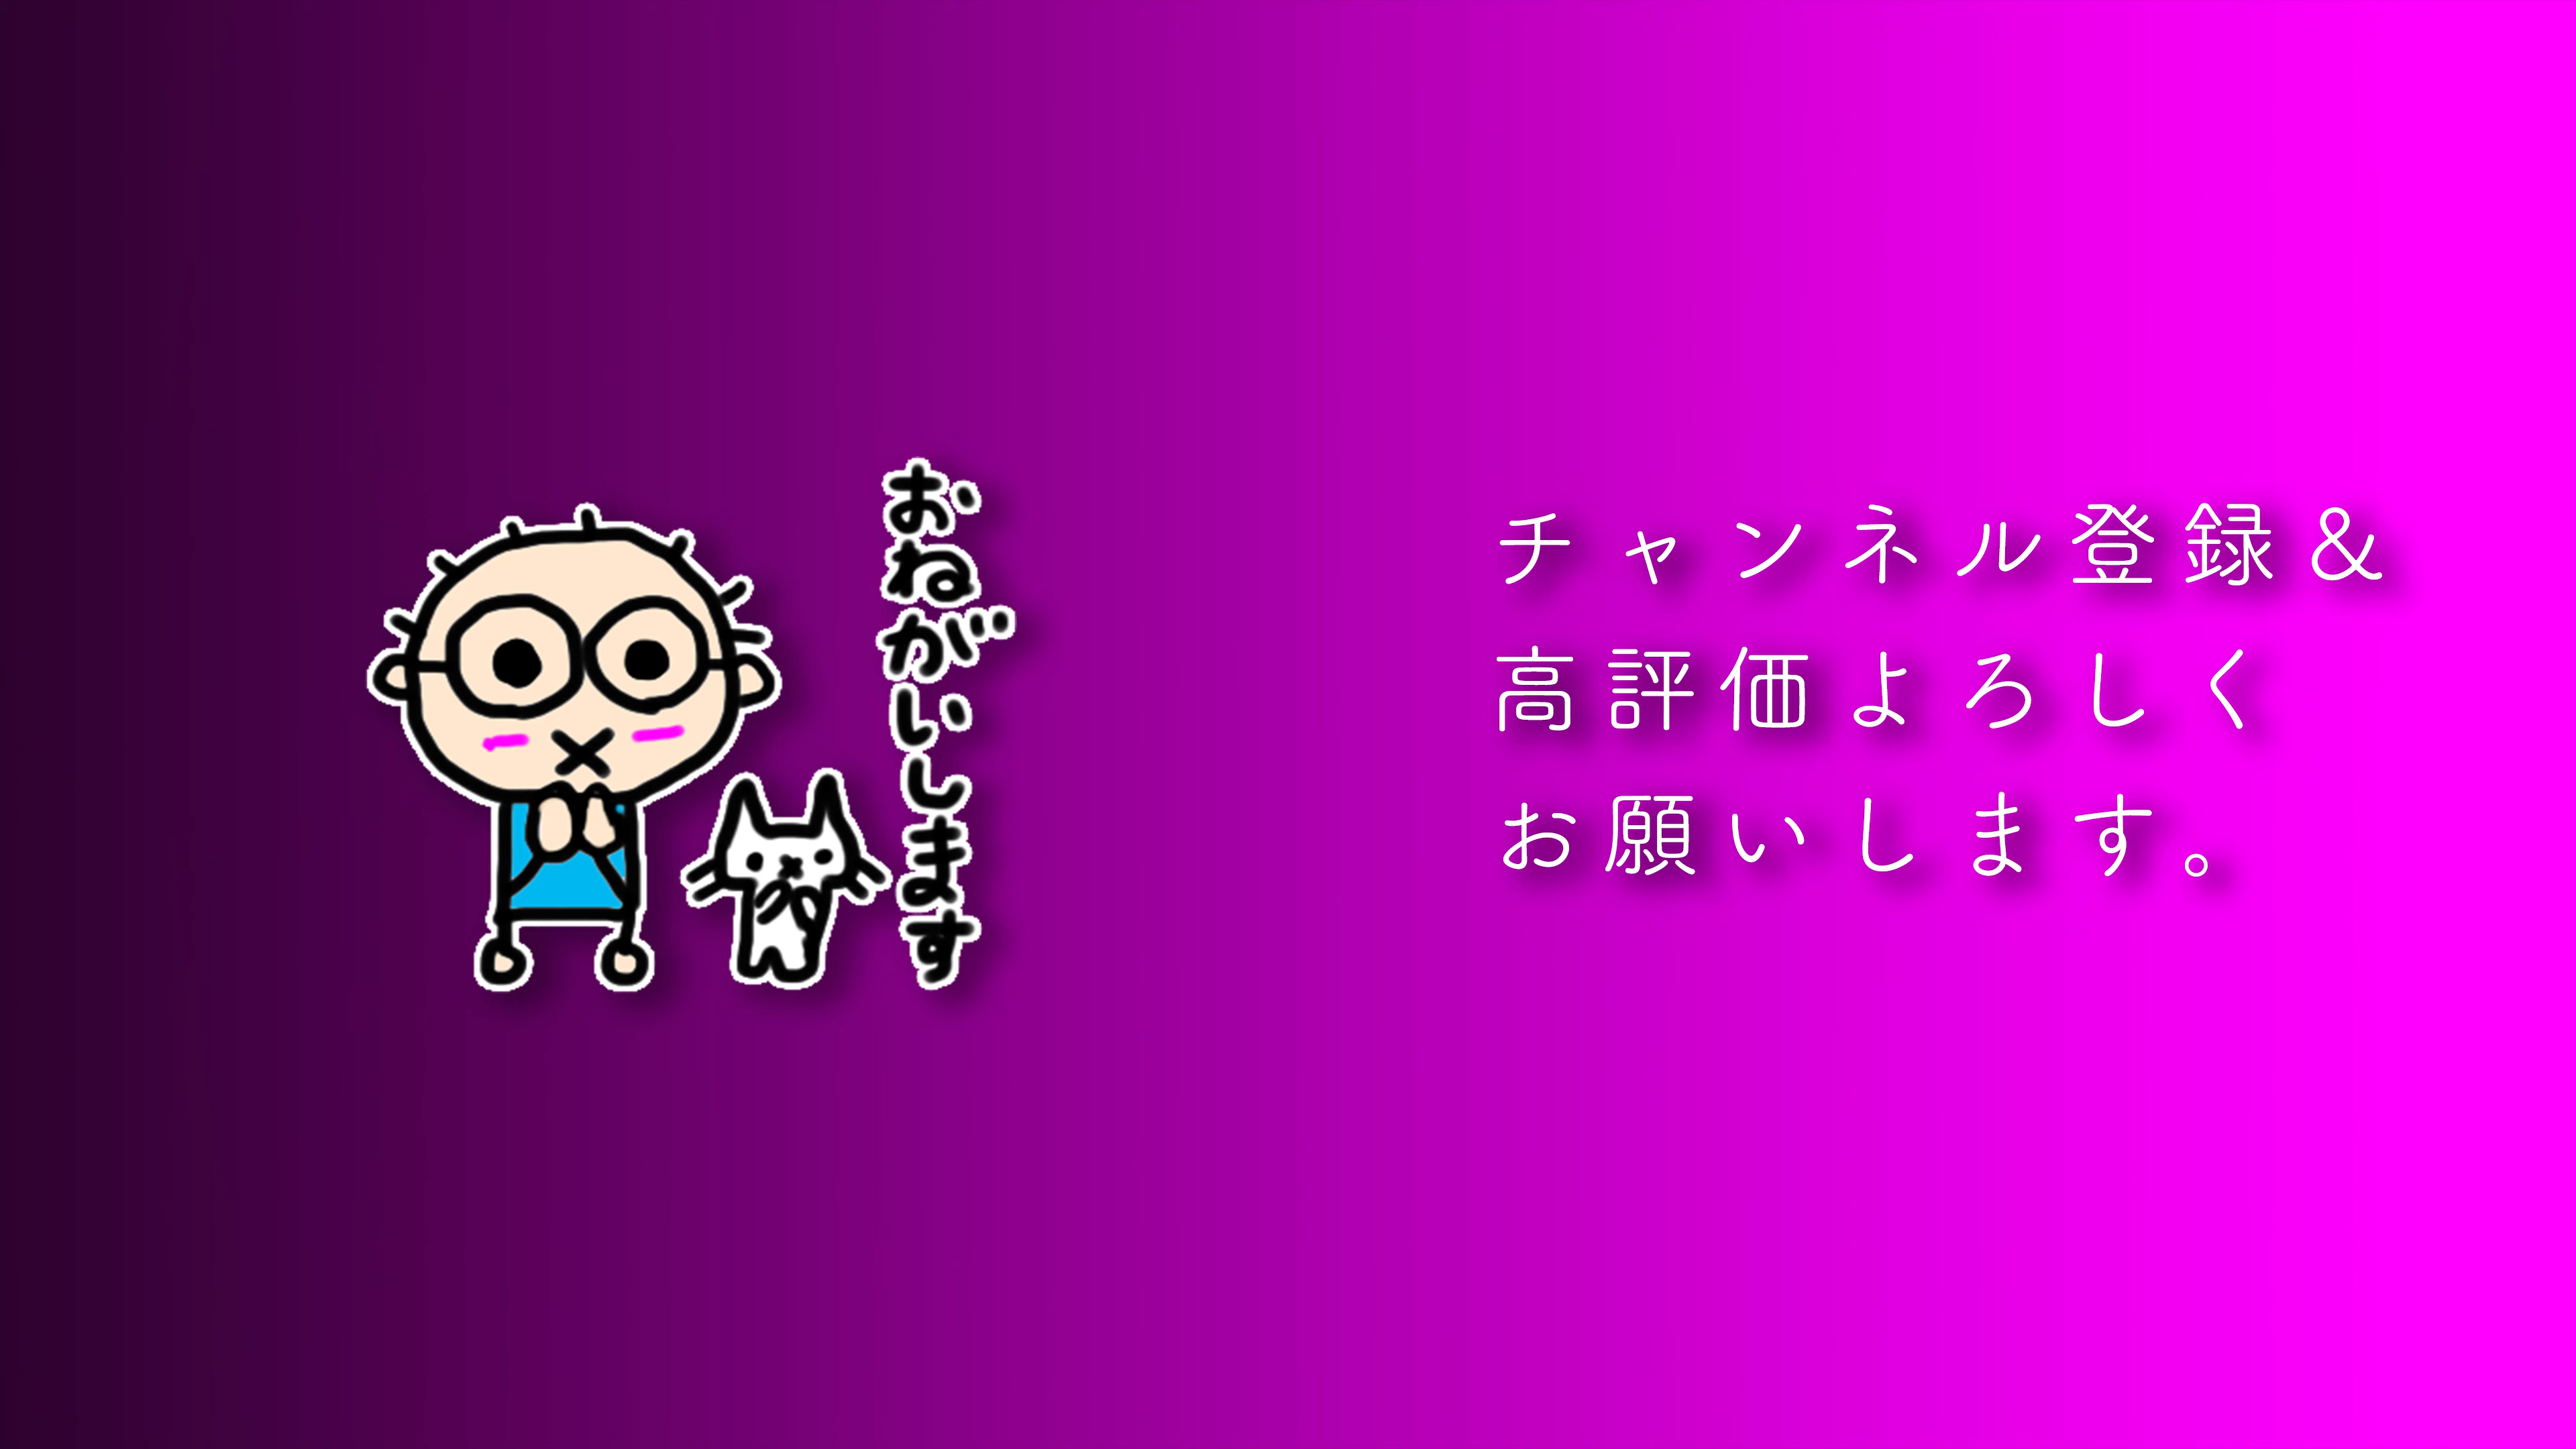 おねがいします
チャンネル登録＆
高評価よろしく
お願いします。